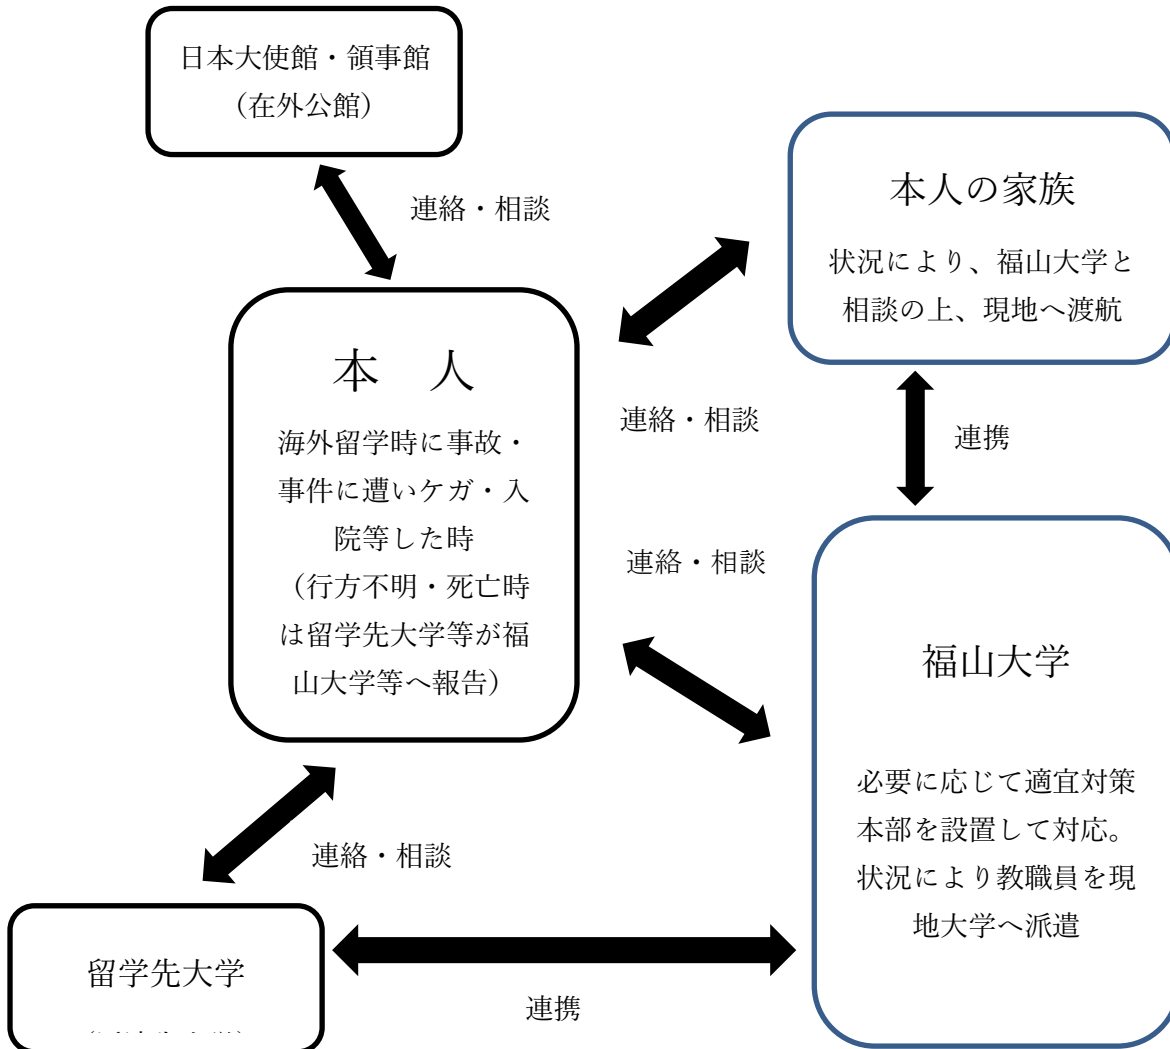 日本大使館・領事館
（在外公館）
連絡・相談
本人の家族
状況により、福山大学と
相談の上、現地へ渡航
本　人
海外留学時に事故・
事件に遭いケガ・入
院等した時
（行方不明・死亡時
は留学先大学等が福
山大学等へ報告）
連絡・相談
連携
連絡・相談
福山大学
必要に応じて適宜対策
本部を設置して対応。
状況により教職員を現
地大学へ派遣
連絡・相談
留学先大学
連携